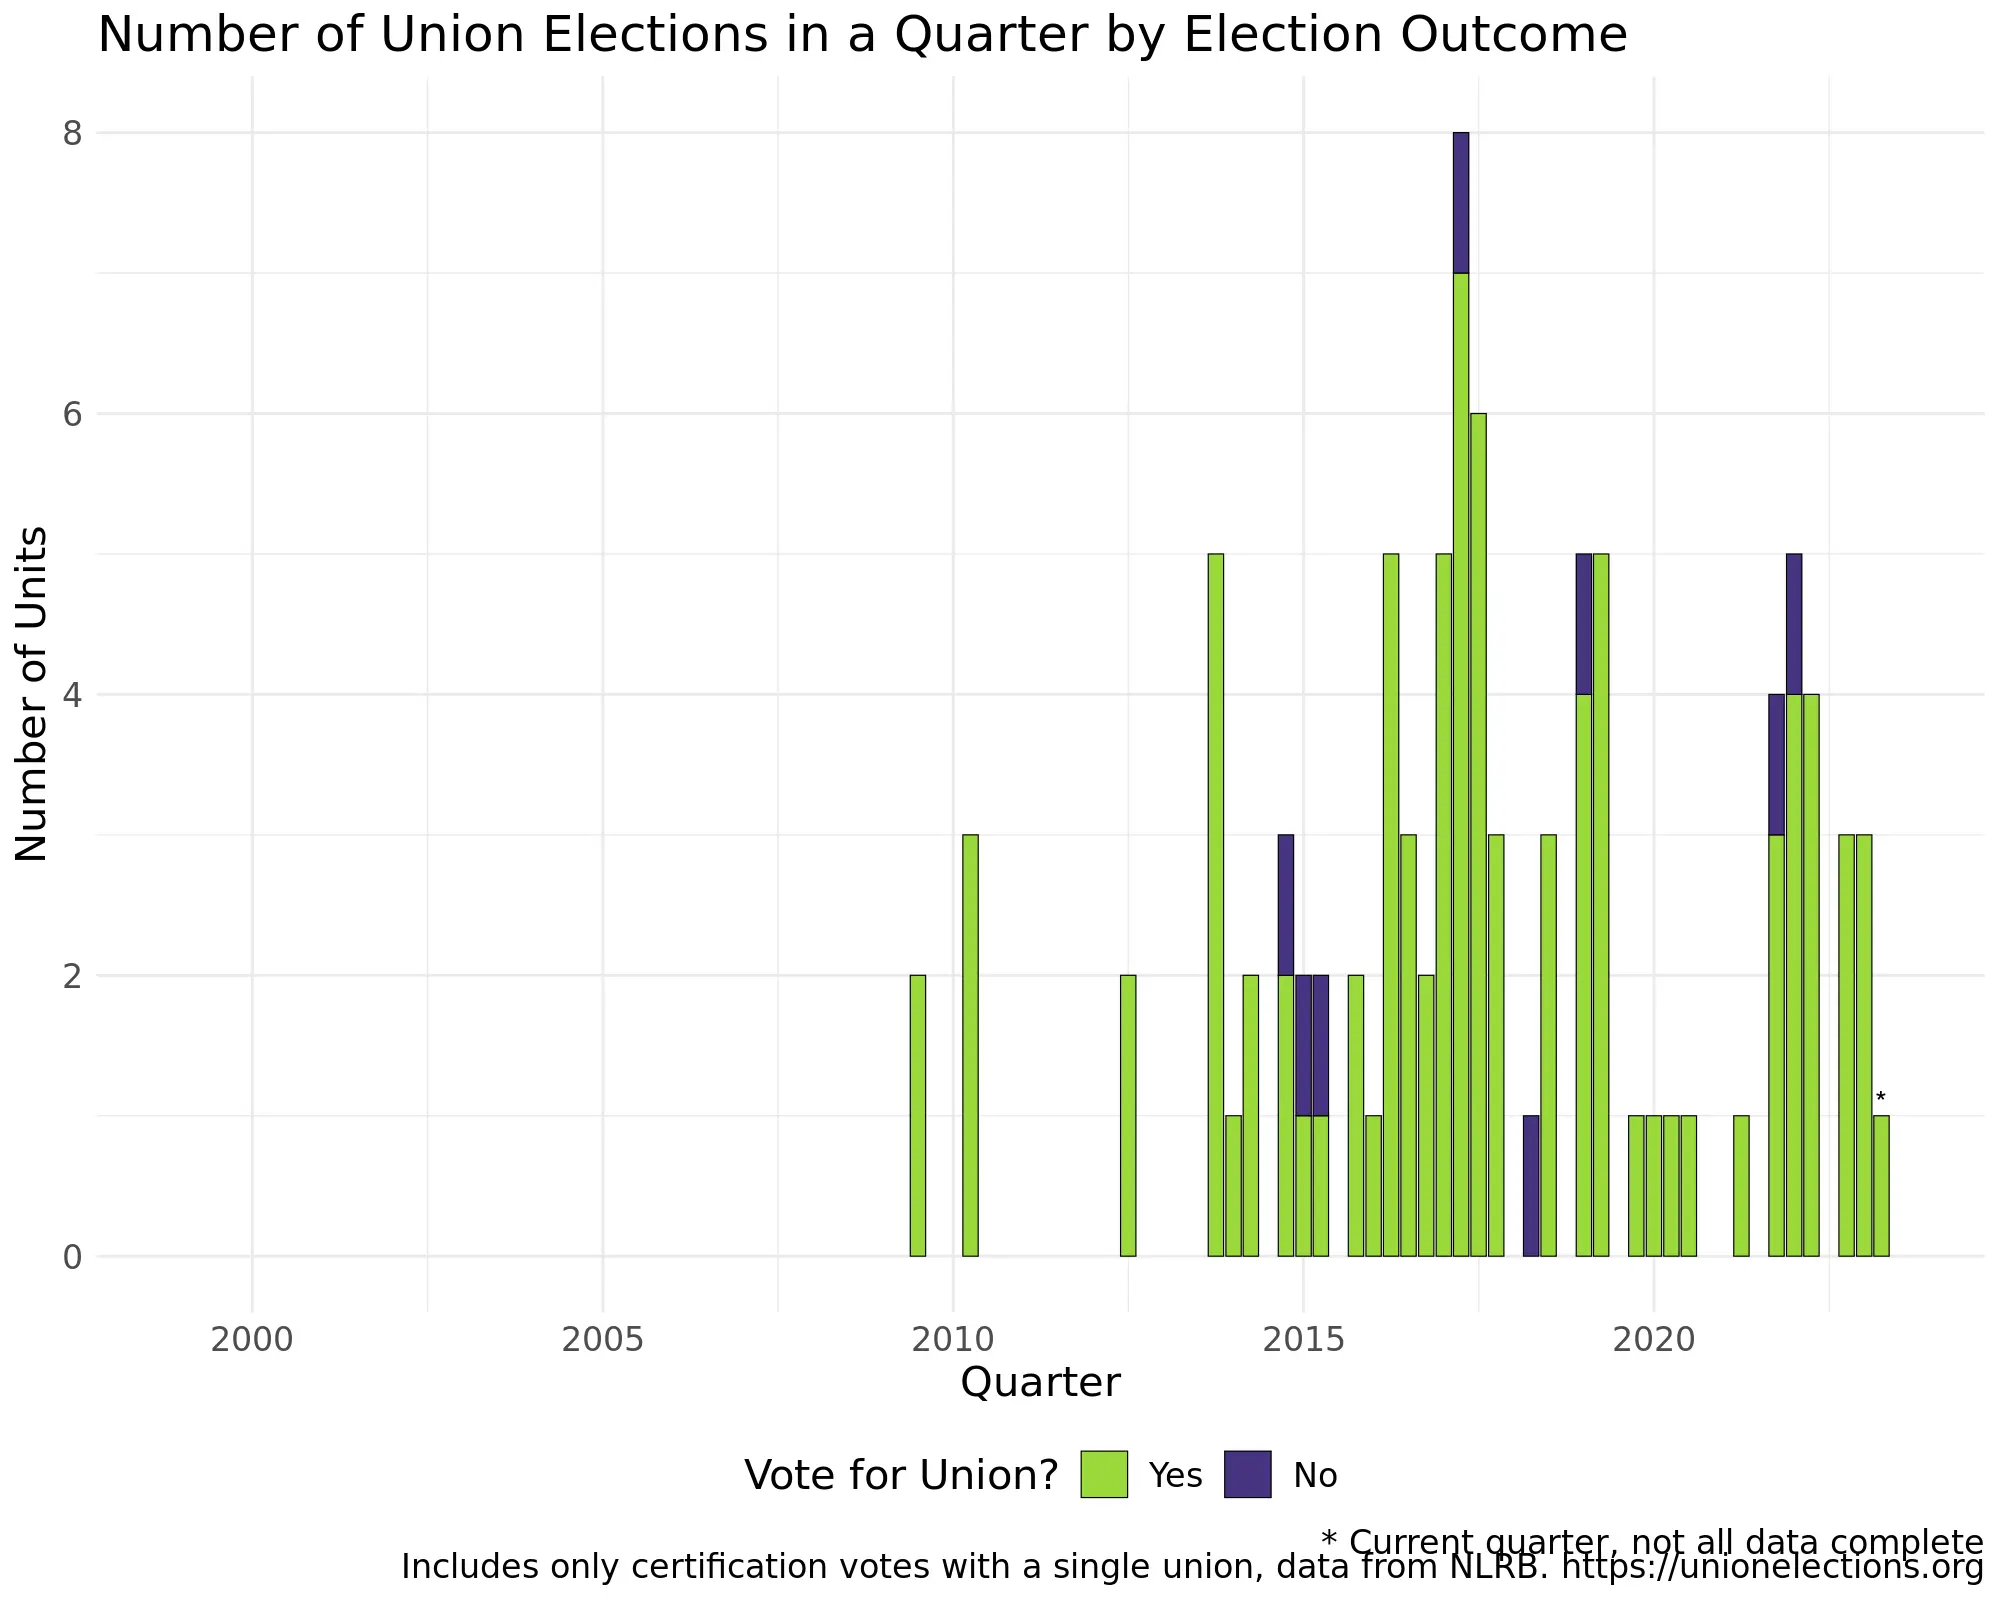 Number of Union Elections in a Quarter by Election Outcome
8
6
4
2
0
Number of Units
*
2000 2005 2010 2015 2020
Quarter
Vote for Union? Yes No
* Current quarter, not all data complete
Includes only certification votes with a single union, data from NLRB. https://unionelections.org